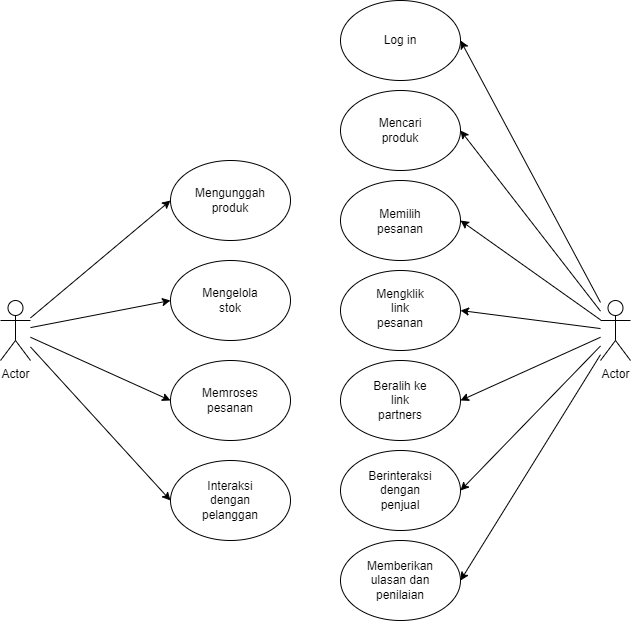 Log in
Mencari
produk
Mengunggah
produk
Memilih
pesanan
Mengelola
stok
Mengklik
link
pesanan
Actor
Actor
Memroses
pesanan
Beralih ke
link
partners
Interaksi
dengan
pelanggan
Berinteraksi
dengan
penjual
Memberikan
ulasan dan
penilaian